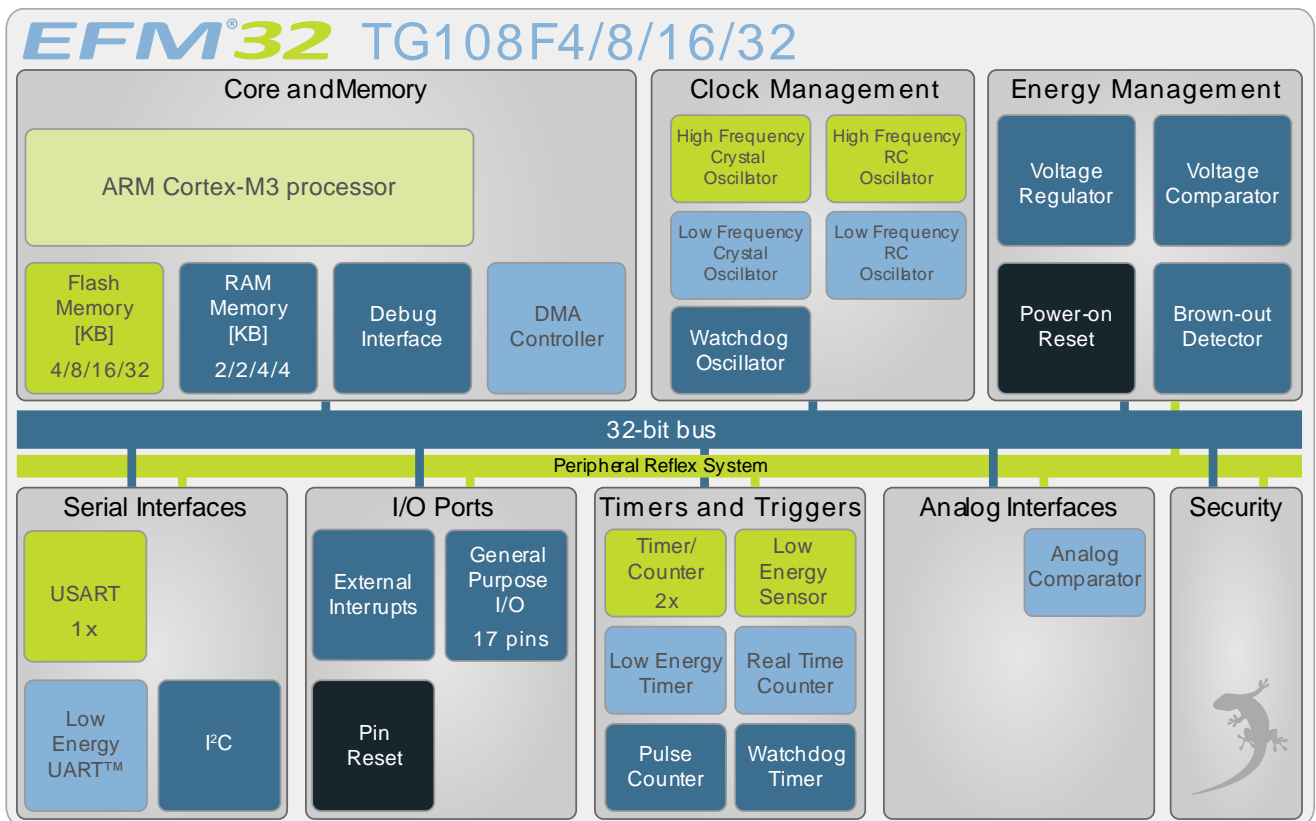 EFM®32 TG108F4/8/16/32
Core and Memory
ARM Cortex-M3 processor
Flash
Memory
[KB]
4/8/16/32
RAM
Memory
[KB]
2/2/4/4
Debug
Interface
DMA
Controller
Clock Management
High Frequency
Crystal
Oscillator
High Frequency
RC
Oscillator
Low Frequency
Crystal
Oscillator
Low Frequency
RC
Oscillator
Watchdog
Oscillator
Energy Management
Voltage
Regulator
Voltage
Comparator
Power-on
Reset
Brown-out
Detector
32-bit bus
Peripheral Reflex System
Serial Interfaces
USART
1x
Low
Energy
UART™
I²C
I/O Ports
External
Interrupts
General
Purpose
I/O
17 pins
Pin
Reset
Timers and Triggers
Timer/
Counter
2x
Low
Energy
Sensor
Low Energy
Timer
Real Time
Counter
Pulse
Counter
Watchdog
Timer
Analog Interfaces
Analog
Comparator
Security